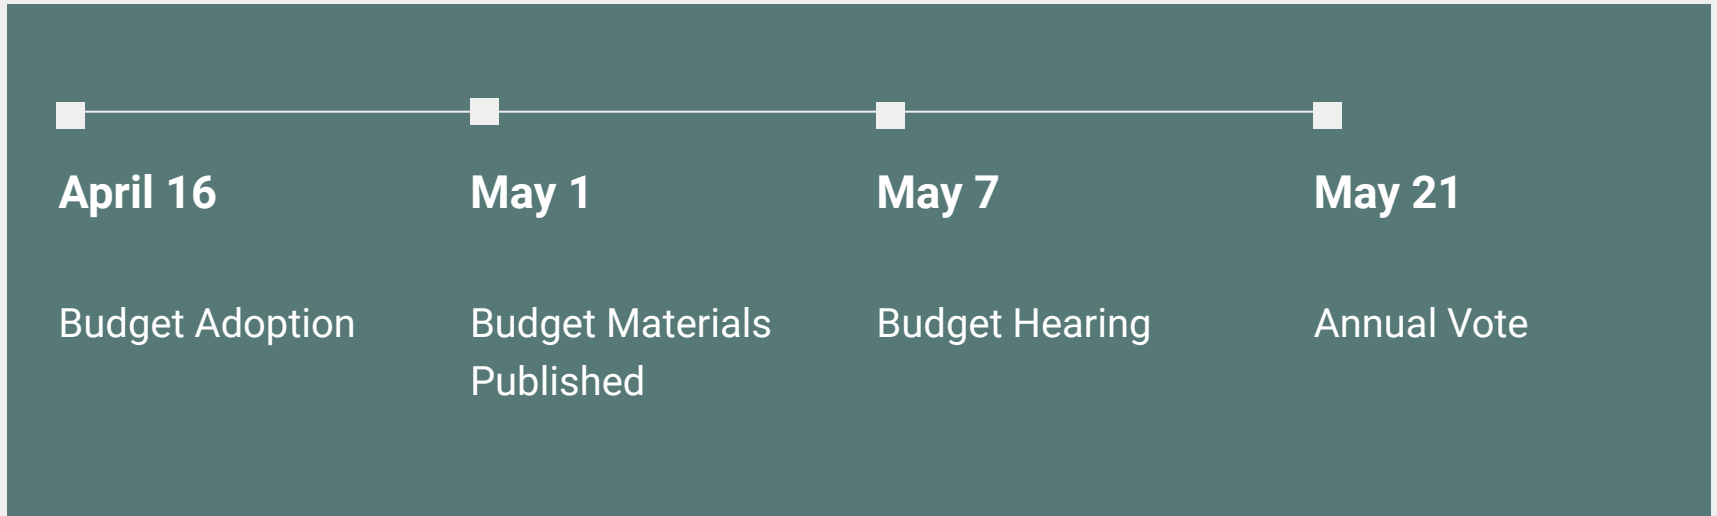 April 16
Budget Adoption
May 1
Budget Materials
Published
May 7
Budget Hearing
May 21
Annual Vote